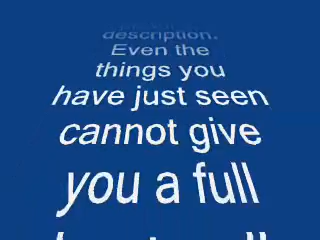 description.
Even the
things you
have just seen
cannot give
you a full